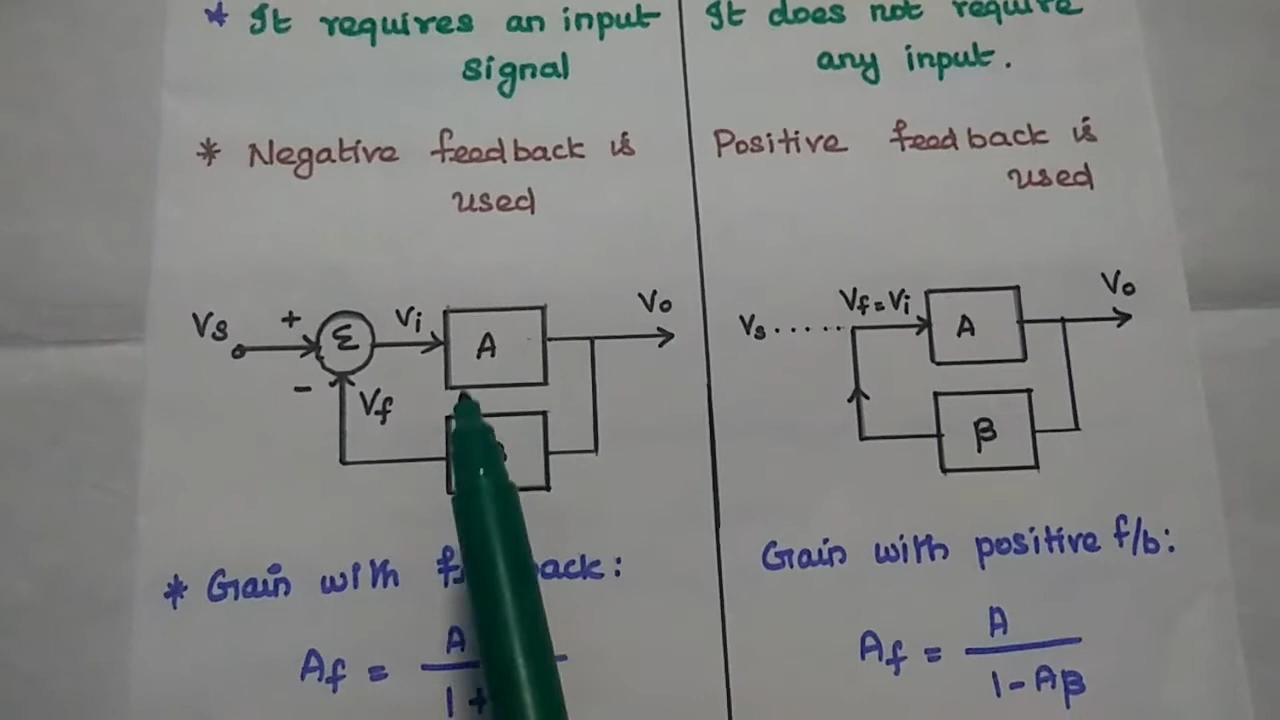 * It requires an input
signal
* Negative feedback is
used
Vs + Σ Vi A Vo
- Vf
* Gain with
Af = A
1 +
It does not require
any input.
Positive feedback is
used
Vs ..... Vf = Vi A Vo
β
Gain with positive f/b:
Af = A
1 - Aβ